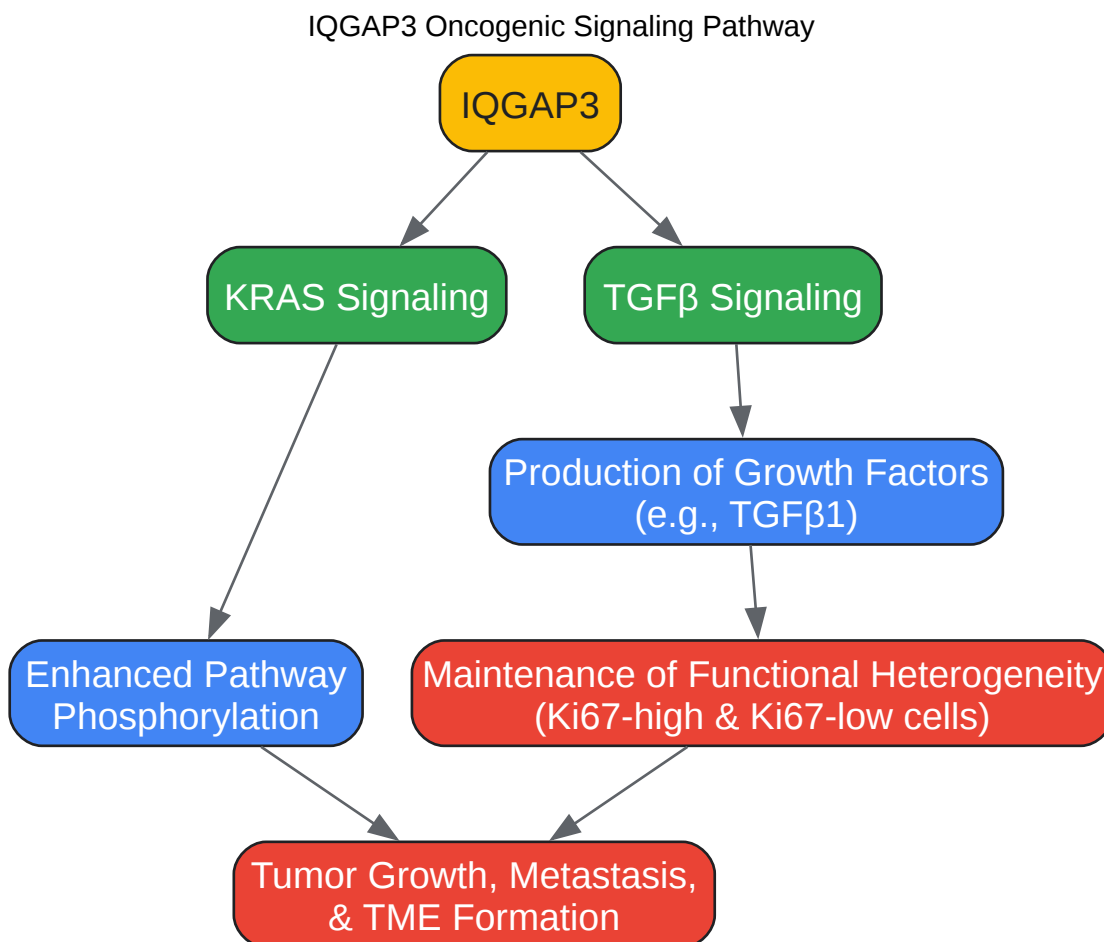 IQGAP3 Oncogenic Signaling Pathway
IQGAP3
KRAS Signaling
TGFβ Signaling
Production of Growth Factors
(e.g., TGFβ1)
Enhanced Pathway
Phosphorylation
Maintenance of Functional Heterogeneity
(Ki67-high & Ki67-low cells)
Tumor Growth, Metastasis,
& TME Formation